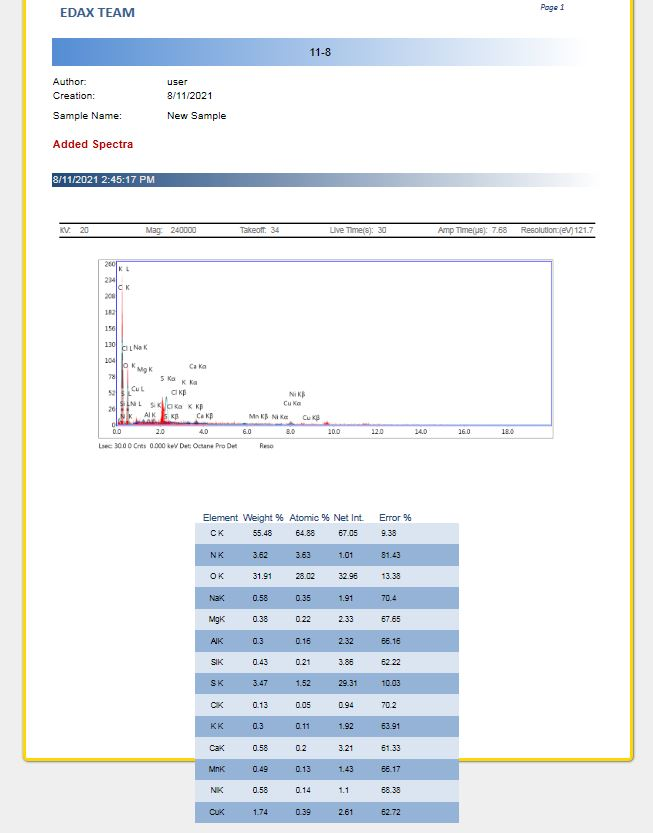 EDAX TEAM
Page 1
11-8
Author: user
Creation: 8/11/2021
Sample Name: New Sample
Added Spectra
8/11/2021 2:45:17 PM
KV: 20 Mag: 240000 Takeoff: 34 Live Time(s): 30 Amp Time(µs): 7.68 Resolution:(eV)121.7
260
K L
234
C K
208
182
156
130
Cl L Na K
104
O K Mg K Ca Kα
78
S Kα K Kα
Cu L
52
S L Cl Kβ Ni Kβ
Si L Ni L Si K Cl Kα K Kβ Cu Kα
26
N K Al K S Kβ Ca Kβ Mn Kβ Ni Kα Cu Kβ
0
0.0 2.0 4.0 6.0 8.0 10.0 12.0 14.0 16.0 18.0
Lsec: 30.0 0 Cnts 0.000 keV Det: Octane Pro Det Reso
Element Weight % Atomic % Net Int. Error %
C K 55.48 64.88 67.05 9.38
N K 3.62 3.63 1.01 81.43
O K 31.91 28.02 32.96 13.38
NaK 0.58 0.35 1.91 70.4
MgK 0.38 0.22 2.33 67.65
AlK 0.3 0.16 2.32 66.16
SiK 0.43 0.21 3.86 62.22
S K 3.47 1.52 29.31 10.03
ClK 0.13 0.05 0.94 70.2
K K 0.3 0.11 1.92 63.91
CaK 0.58 0.2 3.21 61.33
MnK 0.49 0.13 1.43 66.17
NiK 0.58 0.14 1.1 68.38
CuK 1.74 0.39 2.61 62.72